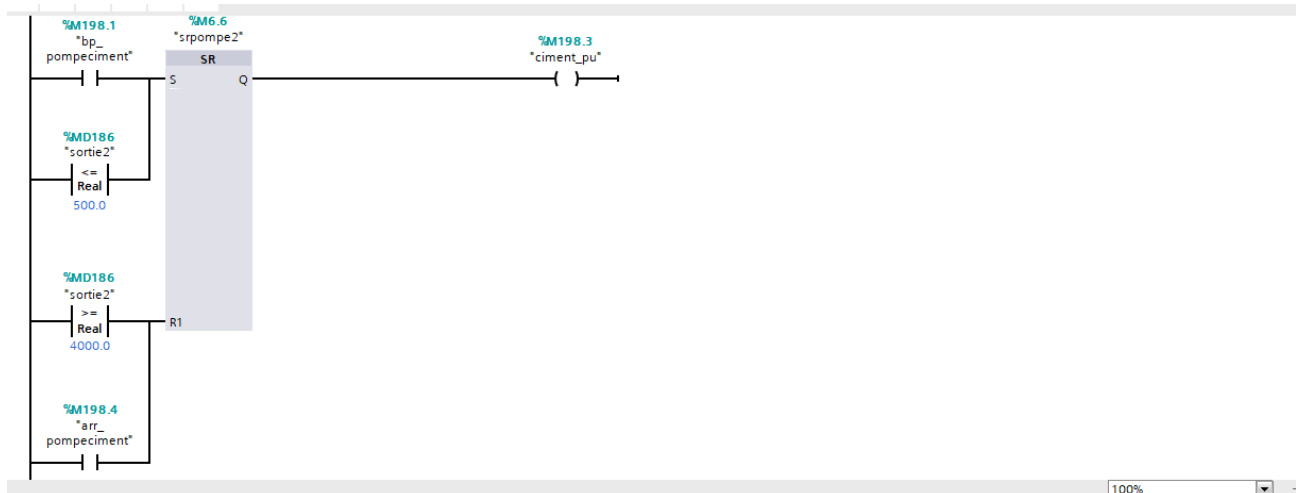 %M198.1
"bp_
pompeciment"
%M6.6
"srpompe2"
SR
S
Q
%M198.3
"ciment_pu"
%MD186
"sortie2"
<=
Real
500.0
%MD186
"sortie2"
>=
Real
4000.0
R1
%M198.4
"arr_
pompeciment"
100%